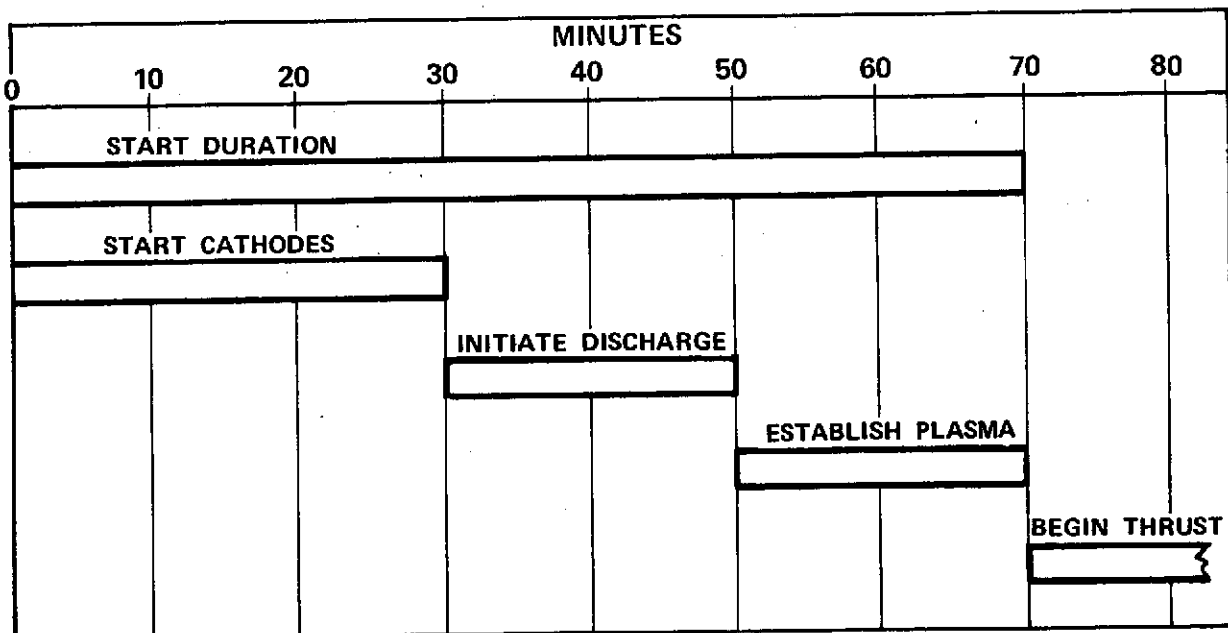 MINUTES
0 10 20 30 40 50 60 70 80
START DURATION
START CATHODES
INITIATE DISCHARGE
ESTABLISH PLASMA
BEGIN THRUST